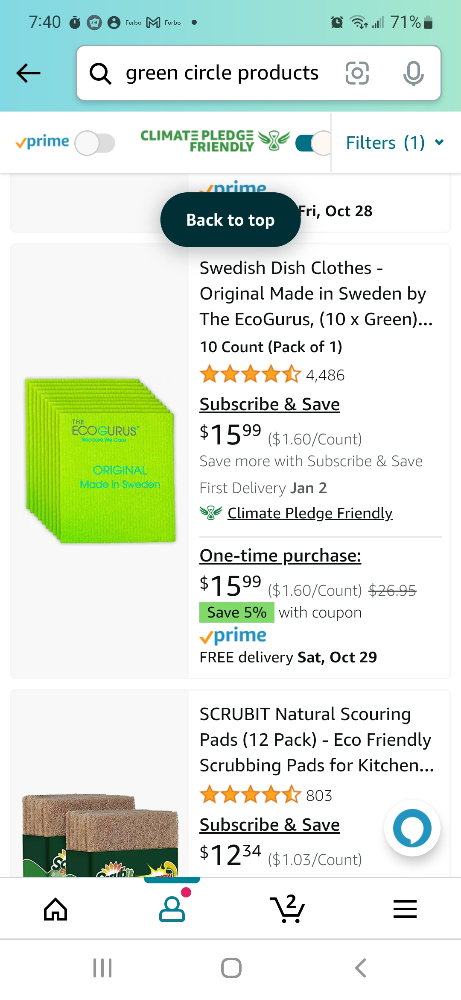 7:40 Furbo Furbo 71%
green circle products
prime CLIMATE PLEDGE FRIENDLY Filters (1)
prime
Back to top
Fri, Oct 28
Swedish Dish Clothes -
Original Made in Sweden by
The EcoGurus, (10 x Green)...
10 Count (Pack of 1)
4,486
Subscribe & Save
$15 99 ($1.60/Count)
Save more with Subscribe & Save
First Delivery Jan 2
Climate Pledge Friendly
One-time purchase:
$15 99 ($1.60/Count) $26.95
Save 5% with coupon
prime
FREE delivery Sat, Oct 29
THE
ECOGURUS
Because We Care
ORIGINAL
Made in Sweden
SCRUBIT Natural Scouring
Pads (12 Pack) - Eco Friendly
Scrubbing Pads for Kitchen...
803
Subscribe & Save
$12 34 ($1.03/Count)
Scrubit
2